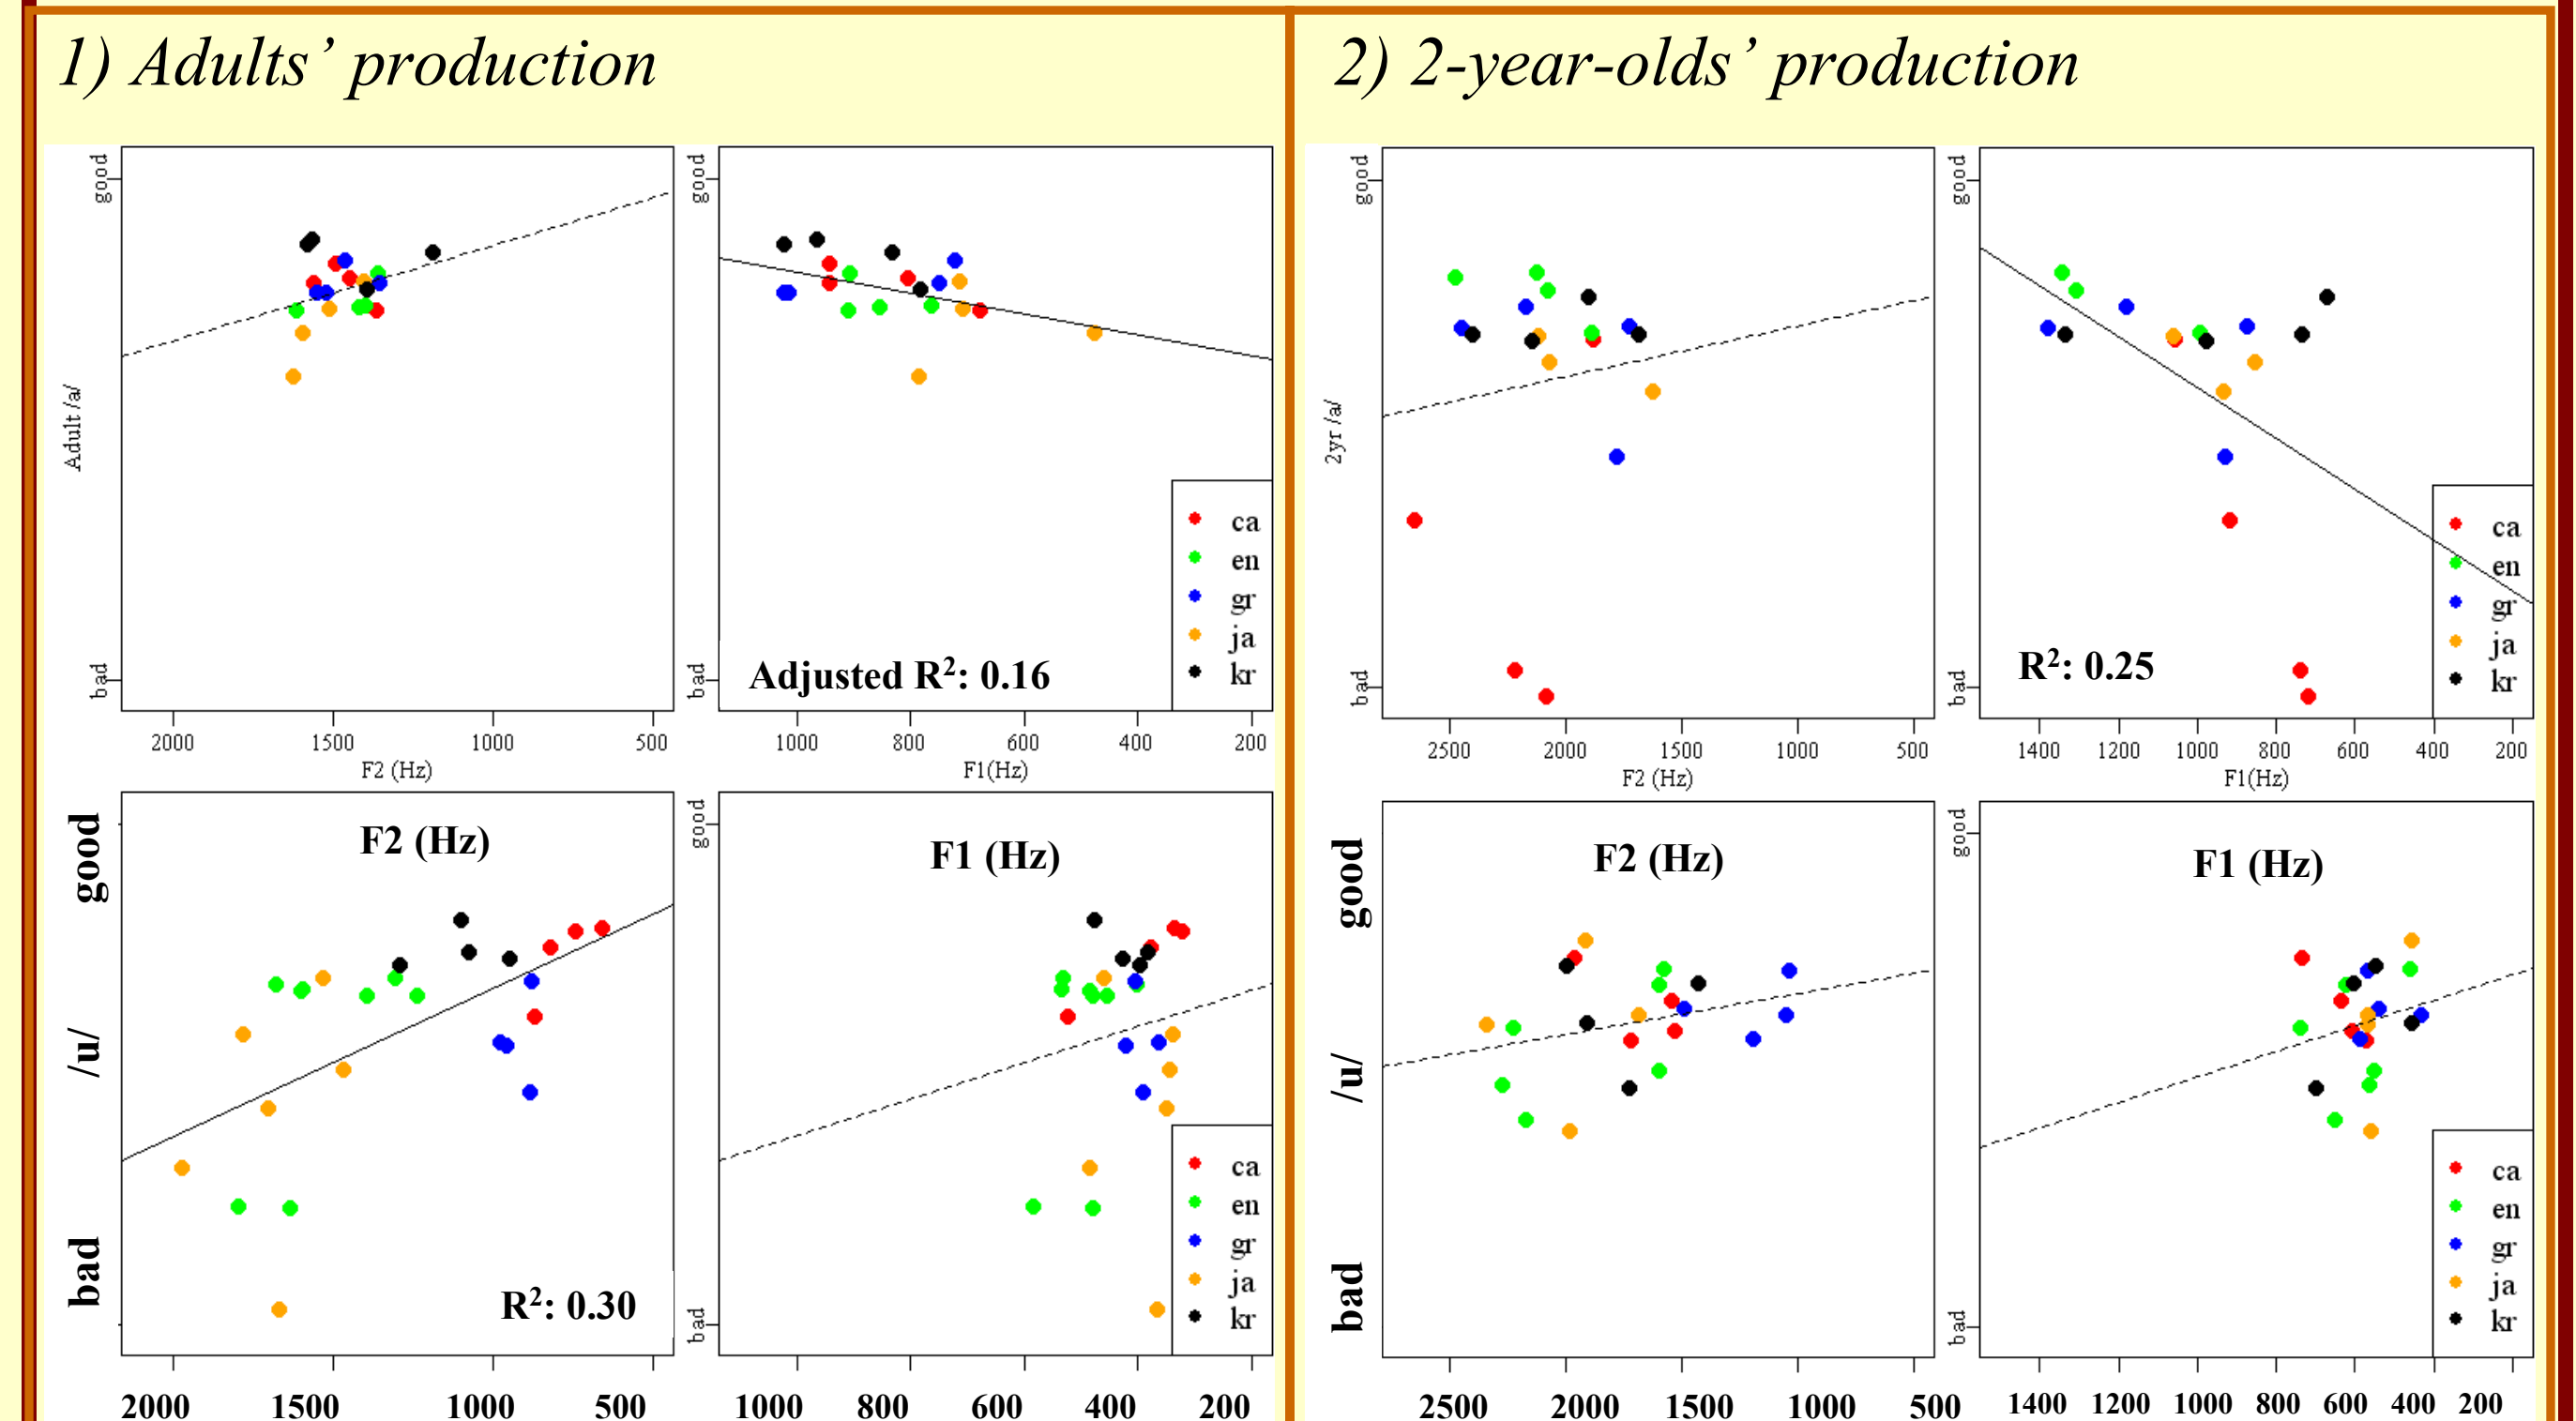 1) Adults’ production
good
Adult /a/
bad
2000 1500 1000 500
F2 (Hz)
good
bad
Adjusted R²: 0.16
ca
en
gr
ja
kr
1000 800 600 400 200
F1(Hz)
good
/u/
bad
F2 (Hz)
R²: 0.30
2000 1500 1000 500
good
bad
F1 (Hz)
ca
en
gr
ja
kr
1000 800 600 400 200
2) 2-year-olds’ production
good
2yr /a/
bad
2500 2000 1500 1000 500
F2 (Hz)
good
bad
R²: 0.25
ca
en
gr
ja
kr
1400 1200 1000 800 600 400 200
F1(Hz)
good
/u/
bad
F2 (Hz)
2500 2000 1500 1000 500
good
bad
F1 (Hz)
ca
en
gr
ja
kr
1400 1200 1000 800 600 400 200